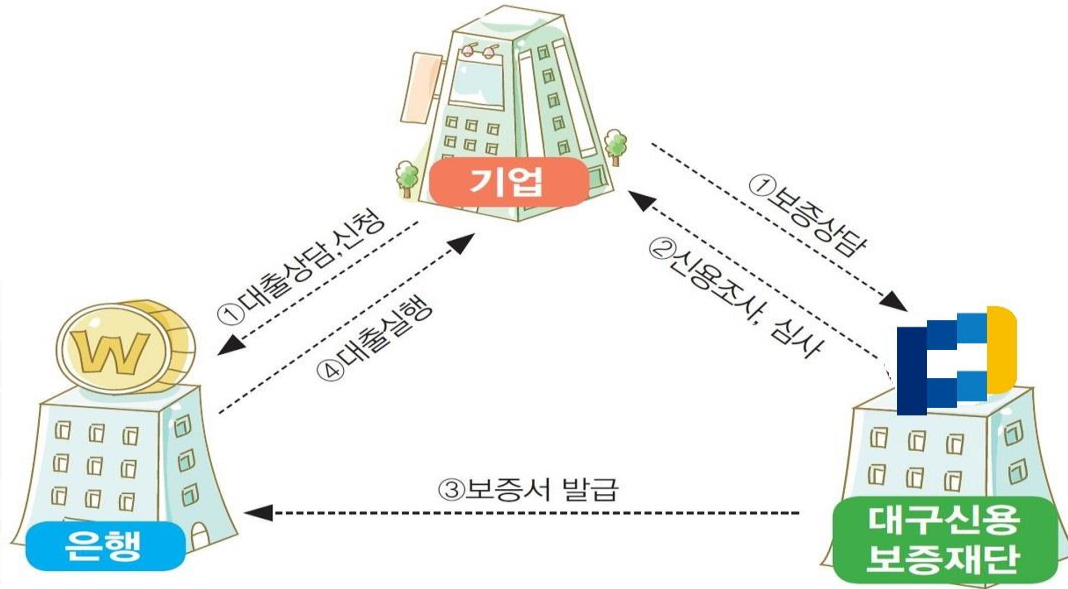 기업
①대출상담,신청
④대출실행
①보증상담
②신용조사, 심사
W
③보증서 발급
은행
대구신용
보증재단